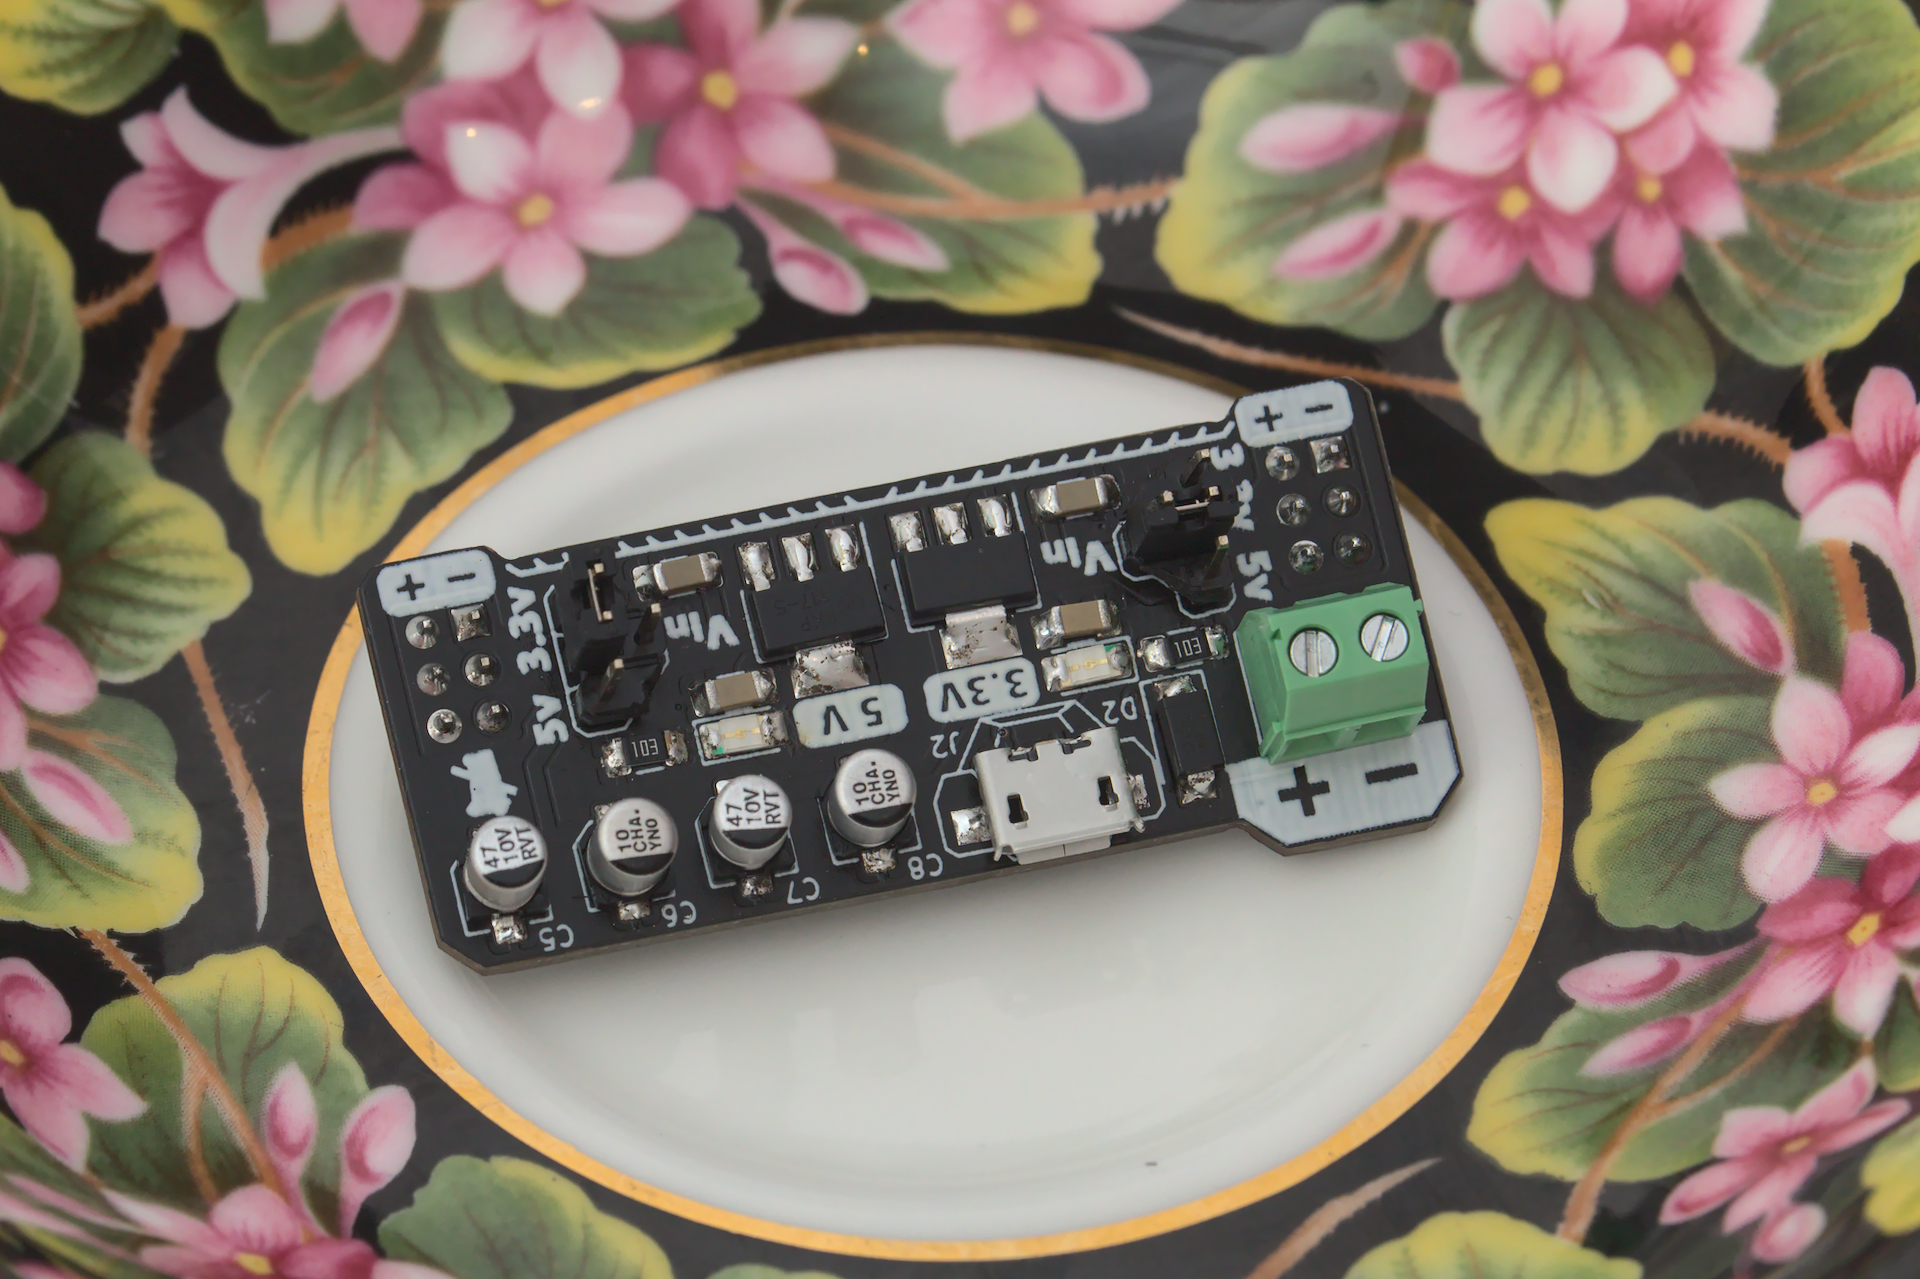 + −
3.3V
5V
Vin
5V
3.3V
Vin
3.3V
5V
+ −
103
103
D2
J2
+ −
47
10V
RVT
10
CHA.
YNO
47
10V
RVT
10
CHA.
YNO
C5
C6
C7
C8